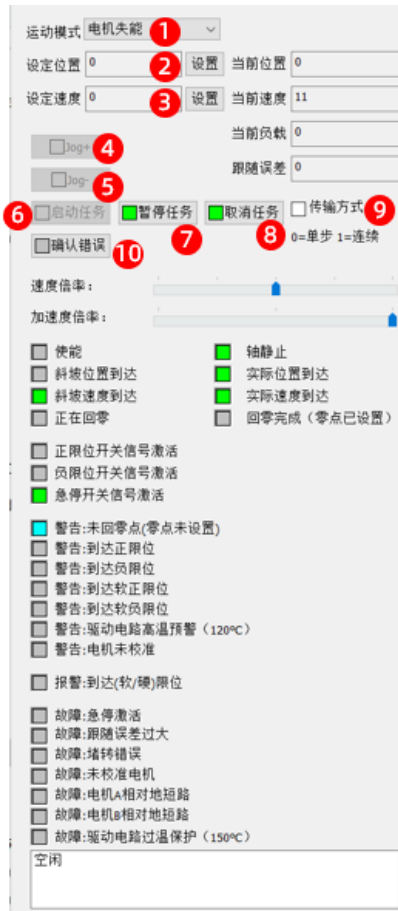 运动模式 电机失能 1
设定位置 0 2 设置 当前位置 0
设定速度 0 3 设置 当前速度 11
当前负载 0
Jog+ 4
跟随误差 0
Jog- 5
6 启动任务 暂停任务 取消任务 传输方式 9
7 8 0=单步 1=连续
确认错误 10
速度倍率：
加速度倍率：
使能 轴静止
斜坡位置到达 实际位置到达
斜坡速度到达 实际速度到达
正在回零 回零完成（零点已设置）
正限位开关信号激活
负限位开关信号激活
急停开关信号激活
警告:未回零点(零点未设置)
警告:到达正限位
警告:到达负限位
警告:到达软正限位
警告:到达软负限位
警告:驱动电路高温预警（120℃）
警告:电机未校准
报警:到达(软/硬)限位
故障:急停激活
故障:跟随误差过大
故障:堵转错误
故障:未校准电机
故障:电机A相对地短路
故障:电机B相对地短路
故障:驱动电路过温保护（150℃）
空闲